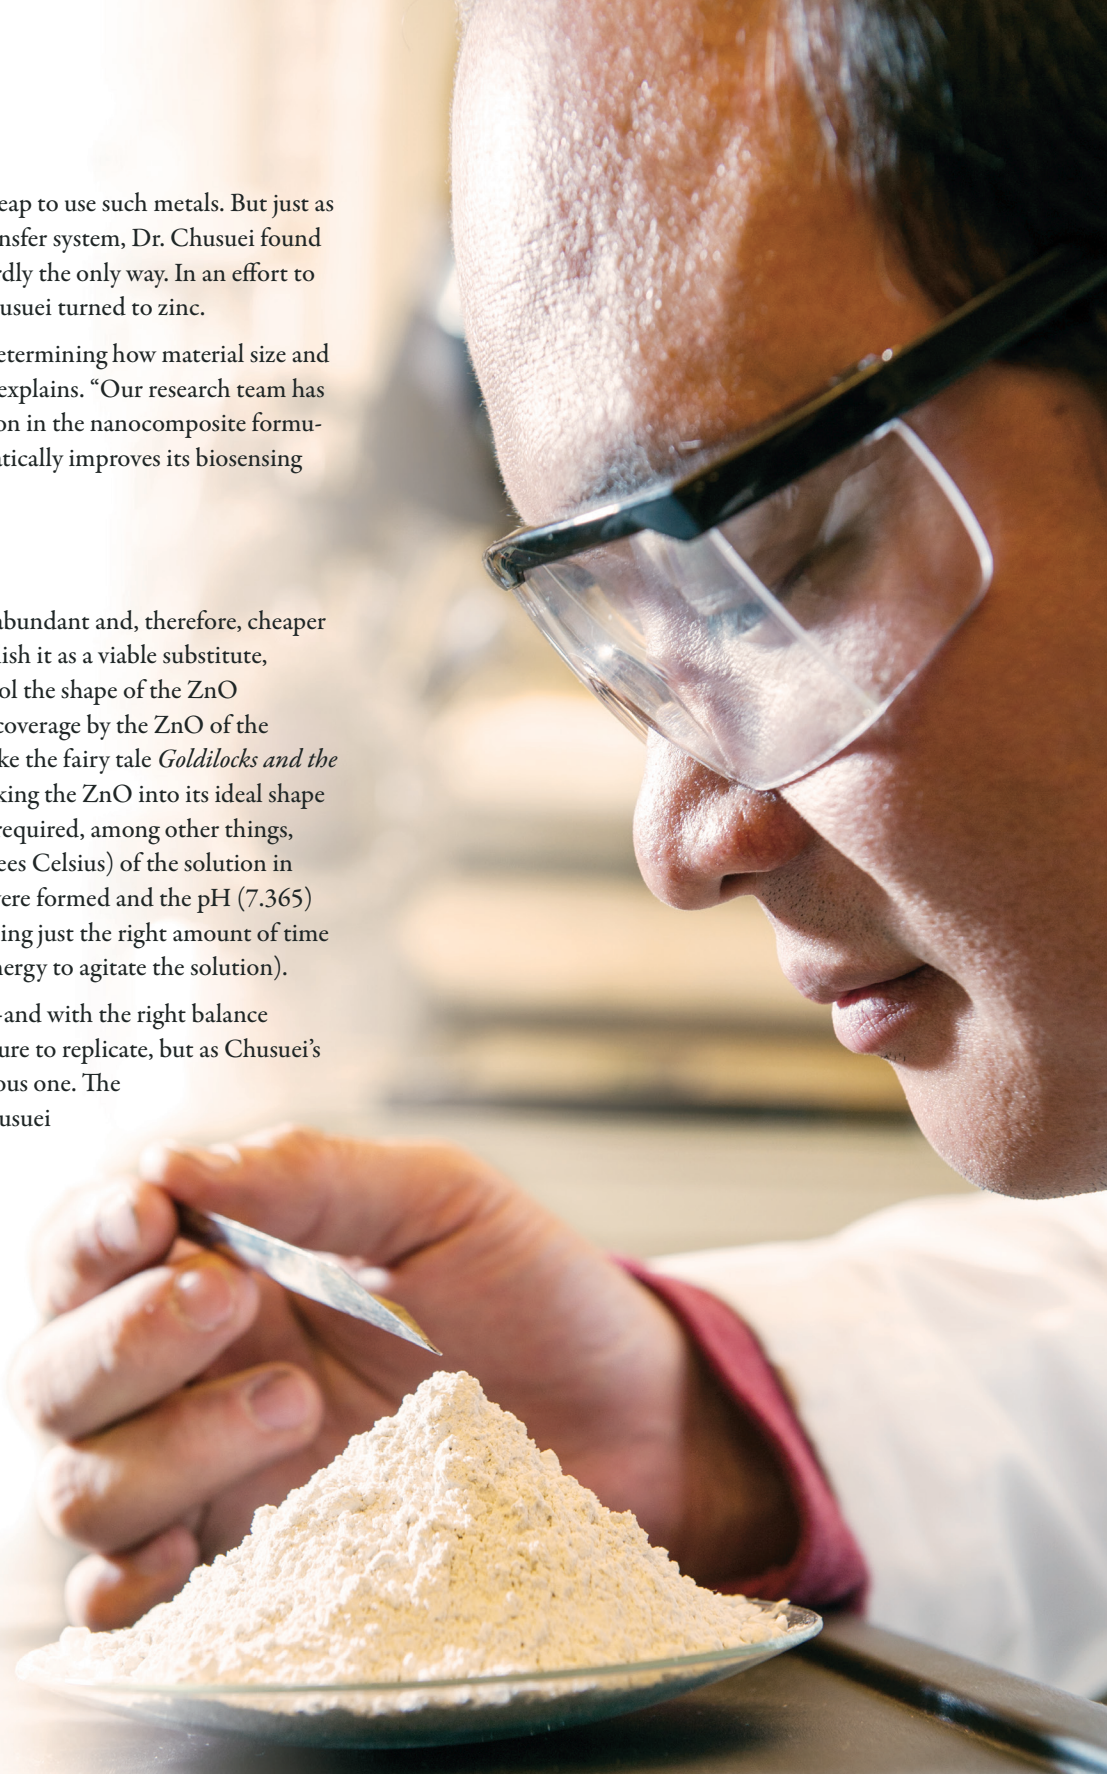 eap to use such metals. But just as
nsfer system, Dr. Chusuei found
rdly the only way. In an effort to
usuei turned to zinc.
etermining how material size and
explains. “Our research team has
on in the nanocomposite formu-
atically improves its biosensing
abundant and, therefore, cheaper
lish it as a viable substitute,
ol the shape of the ZnO
coverage by the ZnO of the
ke the fairy tale Goldilocks and the
king the ZnO into its ideal shape
required, among other things,
ees Celsius) of the solution in
vere formed and the pH (7.365)
ing just the right amount of time
nergy to agitate the solution).
-and with the right balance
ure to replicate, but as Chusuei’s
ous one. The
usuei